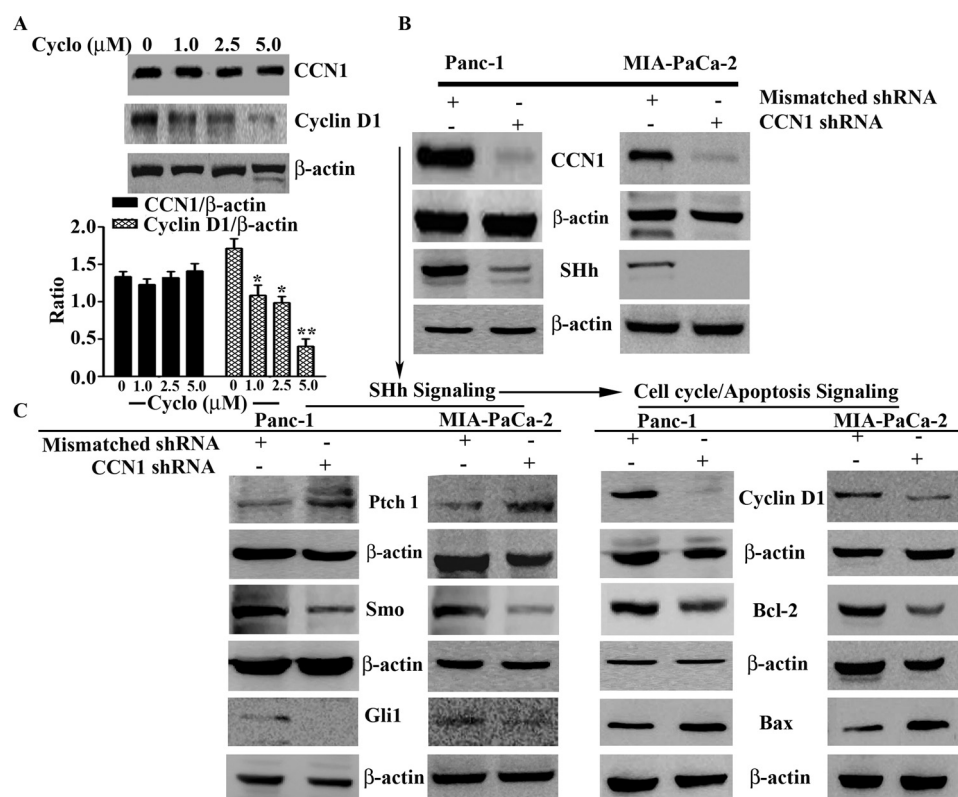 A
Cyclo (μM) 0 1.0 2.5 5.0
CCN1
Cyclin D1
β-actin
CCN1/β-actin
Cyclin D1/β-actin
Ratio
2.0
1.5
1.0
0.5
0.0
* * **
0 1.0 2.5 5.0 0 1.0 2.5 5.0
Cyclo (μM)
B
Panc-1 MIA-PaCa-2
+ - + - Mismatched shRNA
- + - + CCN1 shRNA
CCN1
β-actin
SHh
β-actin
SHh Signaling Cell cycle/Apoptosis Signaling
C
Panc-1 MIA-PaCa-2 Panc-1 MIA-PaCa-2
Mismatched shRNA + - + - + - + -
CCN1 shRNA - + - + - + - +
Ptch 1 Cyclin D1
β-actin β-actin
Smo Bcl-2
β-actin β-actin
Gli1 Bax
β-actin β-actin